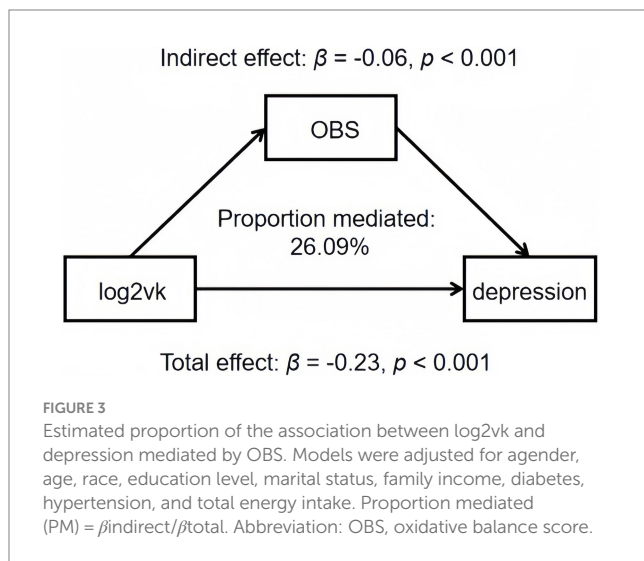 Indirect effect: β = -0.06, p < 0.001
OBS
Proportion mediated:
26.09%
log2vk
depression
Total effect: β = -0.23, p < 0.001
FIGURE 3
Estimated proportion of the association between log2vk and
depression mediated by OBS. Models were adjusted for agender,
age, race, education level, marital status, family income, diabetes,
hypertension, and total energy intake. Proportion mediated
(PM) = βindirect/βtotal. Abbreviation: OBS, oxidative balance score.